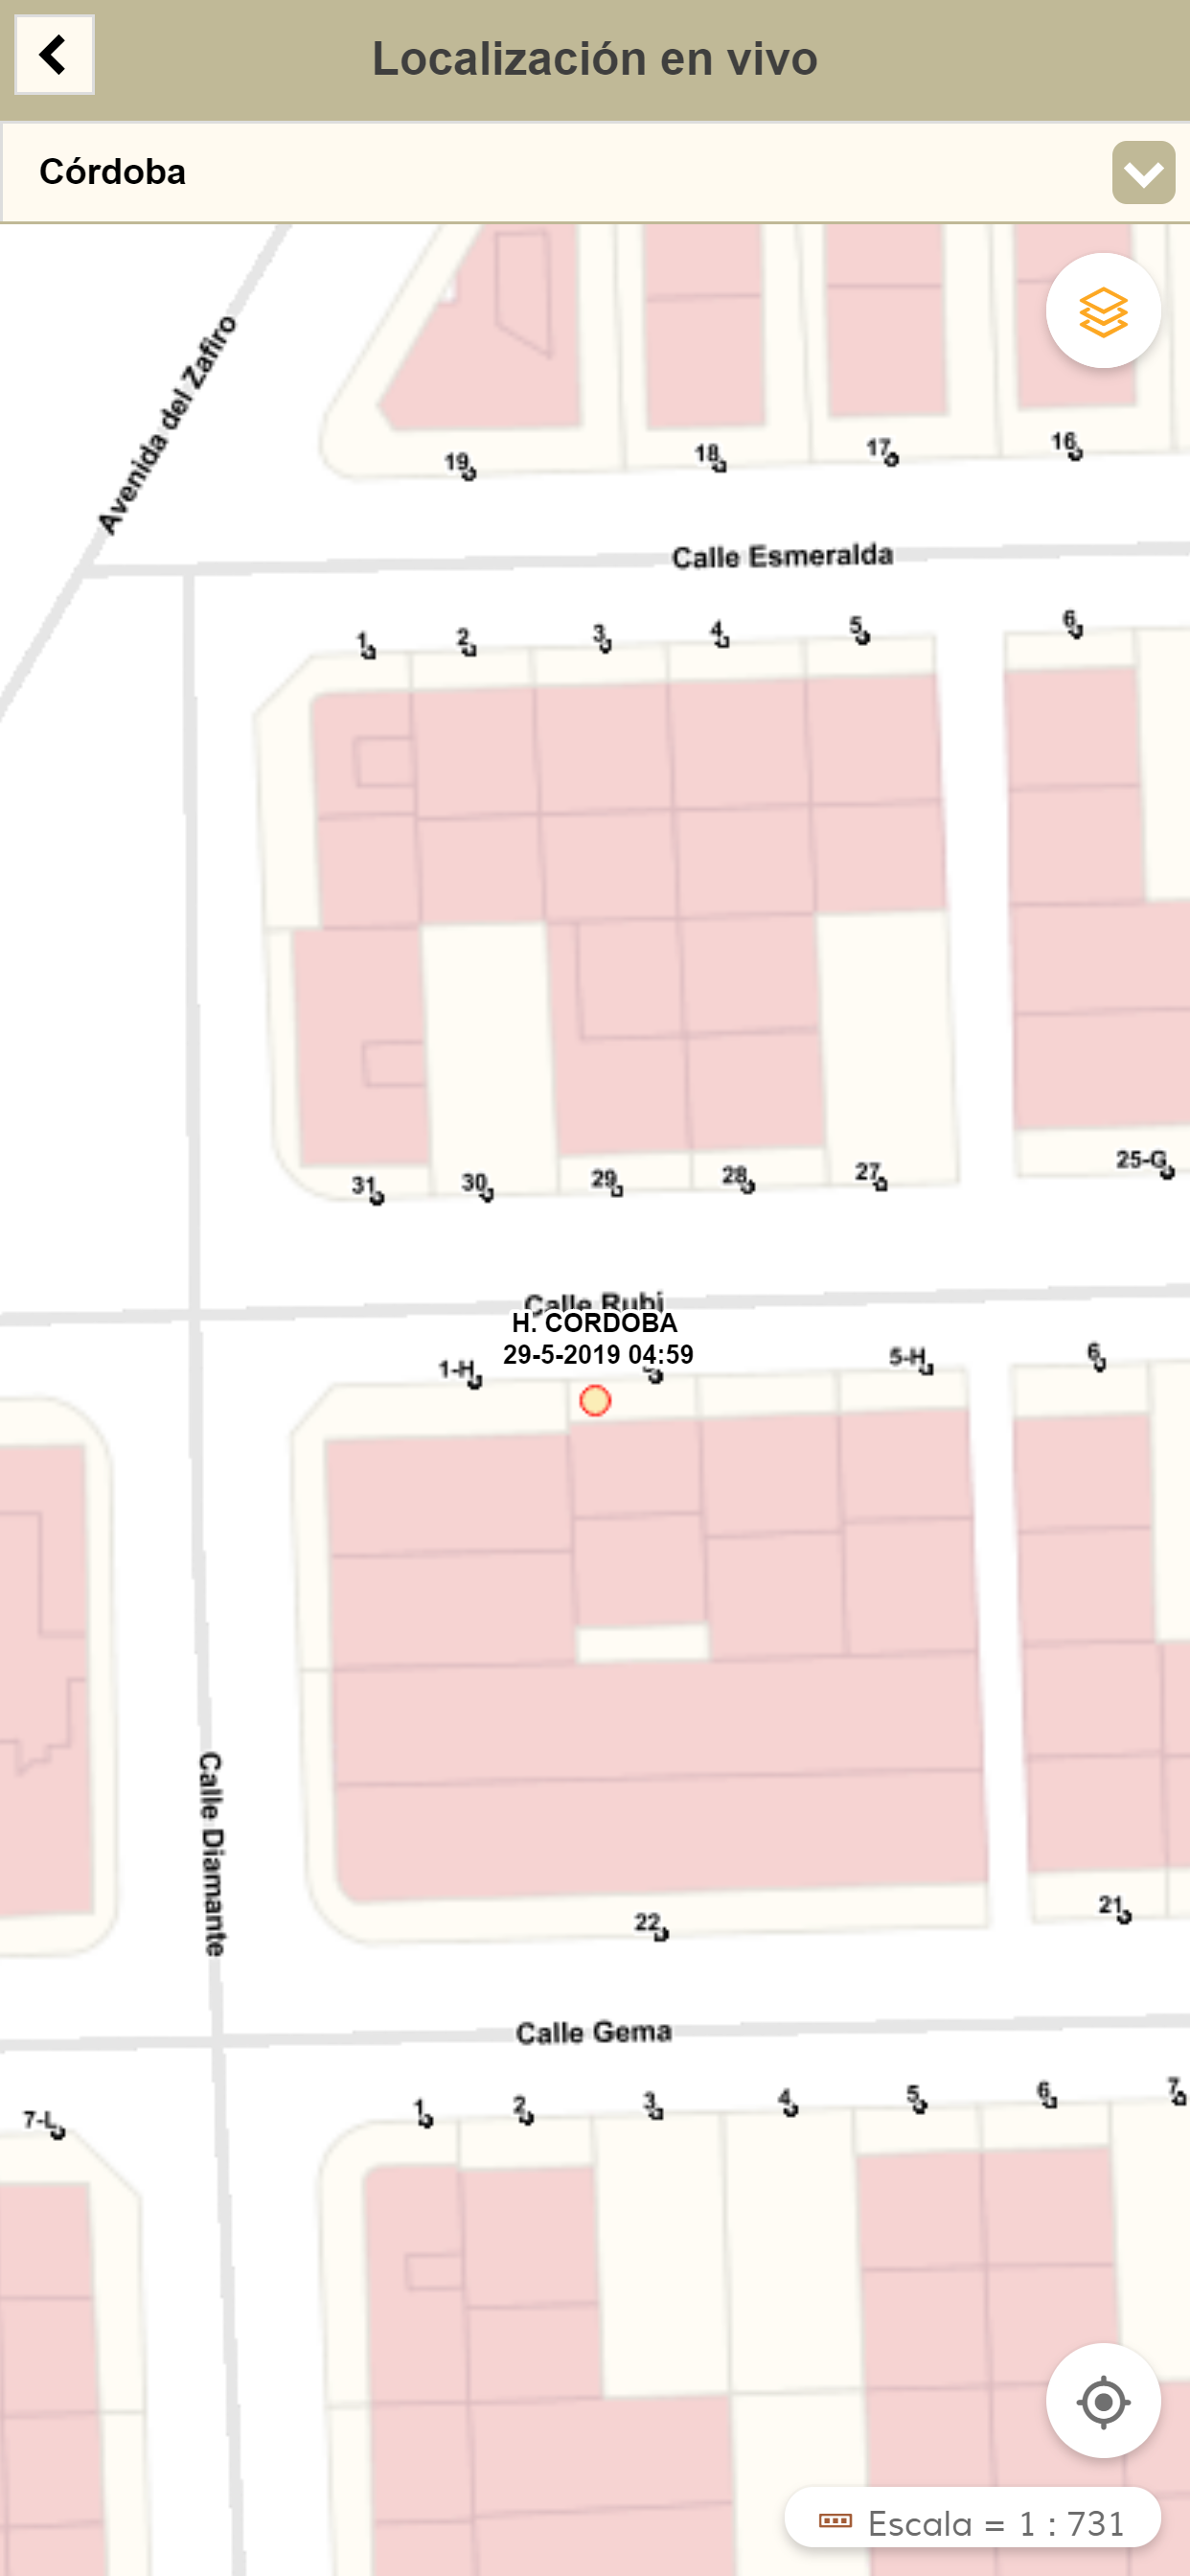 Localización en vivo
Córdoba
Avenida del Zafiro
19
18
17
16
Calle Esmeralda
1
2
3
4
5
6
31
30
29
28
27
25-G
Calle Rubi
H. CORDOBA
29-5-2019 04:59
1-H
5-H
6
Calle Diamante
22
21
Calle Gema
7-L
1
2
3
4
5
6
7
Escala = 1 : 731